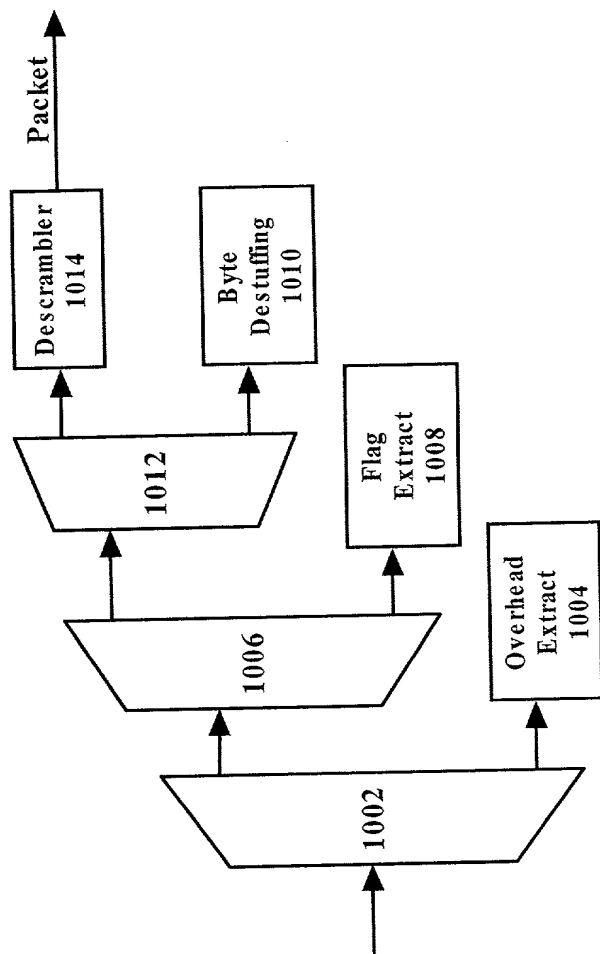 Packet
Descrambler
1014
Byte
Destuffing
1010
1012
Flag
Extract
1008
1006
Overhead
Extract
1004
1002